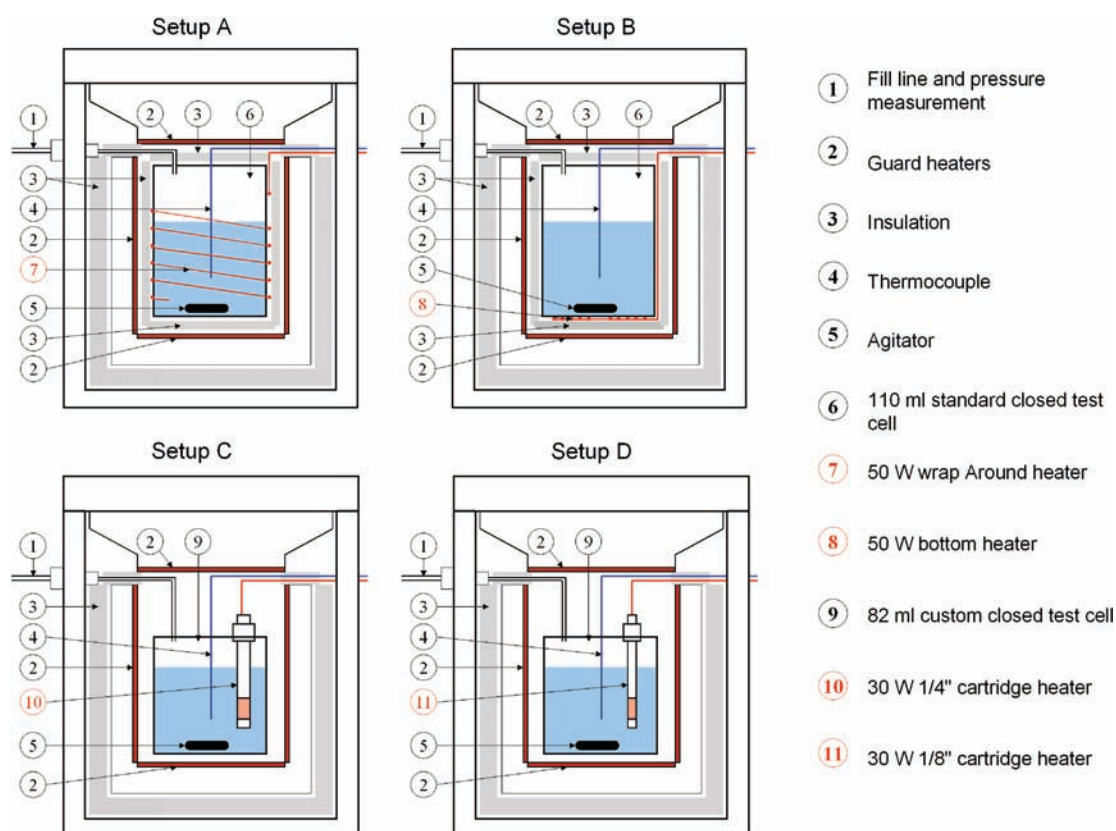 Setup A
1
2
3
6
3
4
2
7
5
3
2
Setup B
1
2
3
6
3
4
2
5
8
3
2
Setup C
1
2
9
3
4
2
10
5
2
Setup D
1
2
9
3
4
2
11
5
2
1 Fill line and pressure
measurement
2 Guard heaters
3 Insulation
4 Thermocouple
5 Agitator
6 110 ml standard closed test
cell
7 50 W wrap Around heater
8 50 W bottom heater
9 82 ml custom closed test cell
10 30 W 1/4" cartridge heater
11 30 W 1/8" cartridge heater